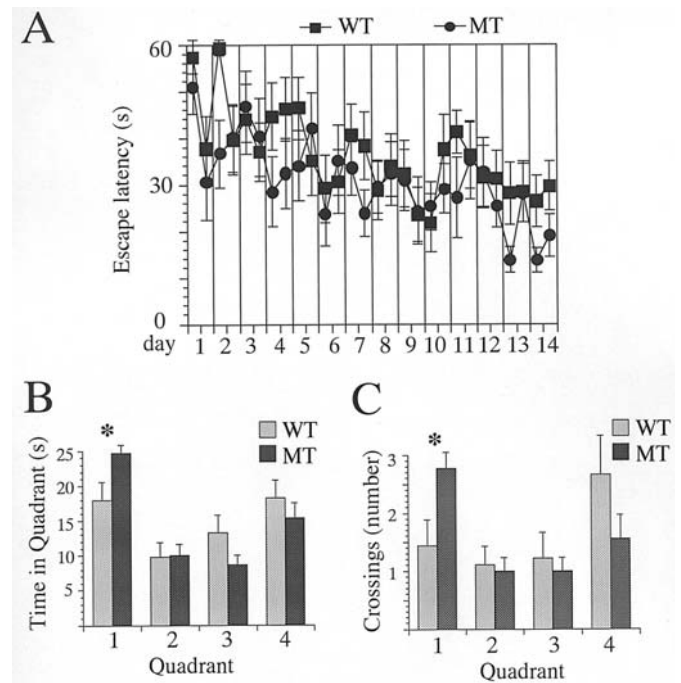 A
WT MT
Escape latency (s)
60
30
0
day 1 2 3 4 5 6 7 8 9 10 11 12 13 14
B
WT
MT
*
Time in Quadrant (s)
25
20
15
10
5
1 2 3 4
Quadrant
C
WT
MT
*
Crossings (number)
3
2
1
1 2 3 4
Quadrant